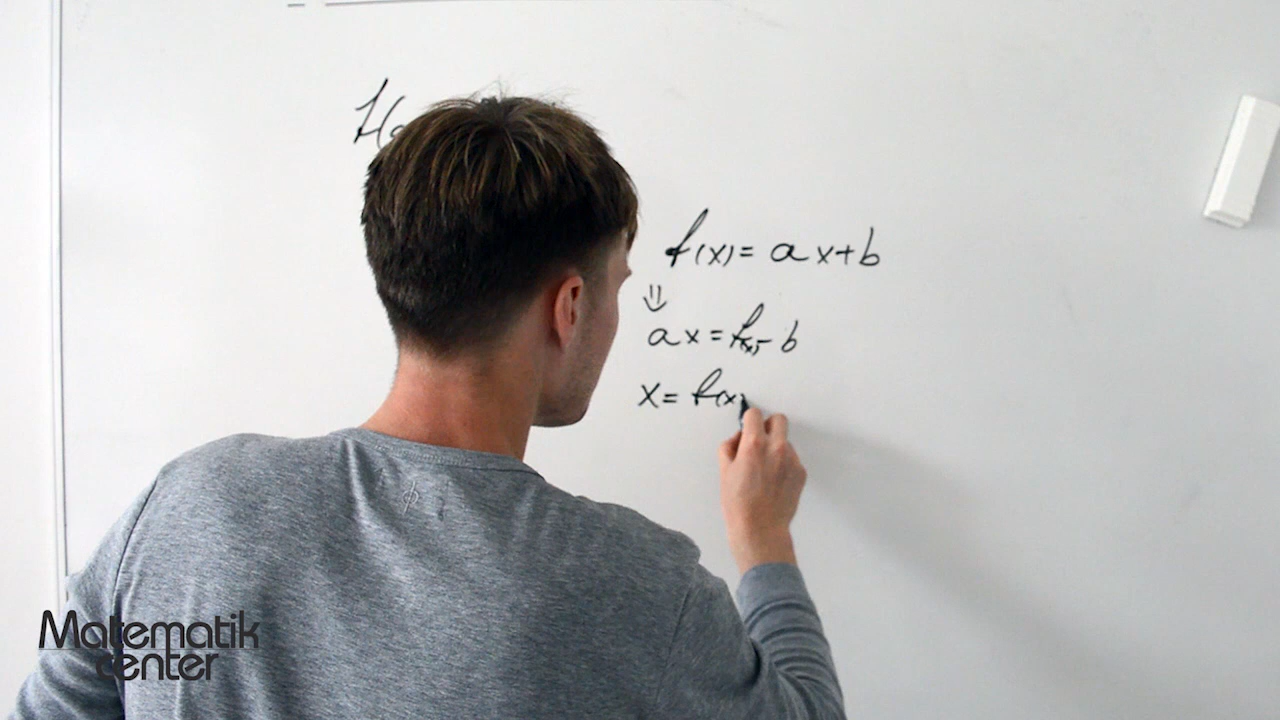 f(x) = ax+b
⇓
ax = f(x) - b
x = f(x)
Matematik
center